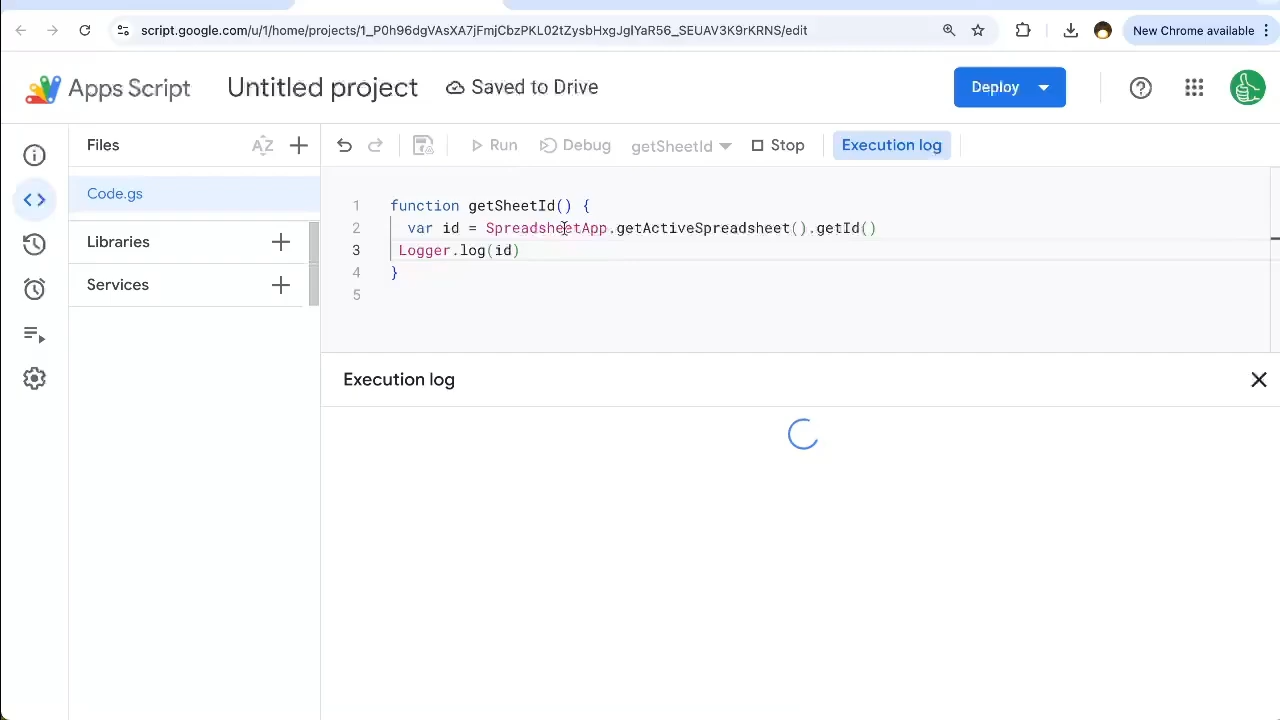 script.google.com/u/1/home/projects/1_P0h96dgVAsXA7jFmjCbzPKL02tZysbHxgJglYaR56_SEUAV3K9rKRNS/edit
New Chrome available
Apps Script
Untitled project
Saved to Drive
Deploy
Files
AZ
Run
Debug
getSheetId
Stop
Execution log
Code.gs
Libraries
Services
1 function getSheetId() {
2 var id = SpreadsheetApp.getActiveSpreadsheet().getId()
3 Logger.log(id)
4 }
5
Execution log